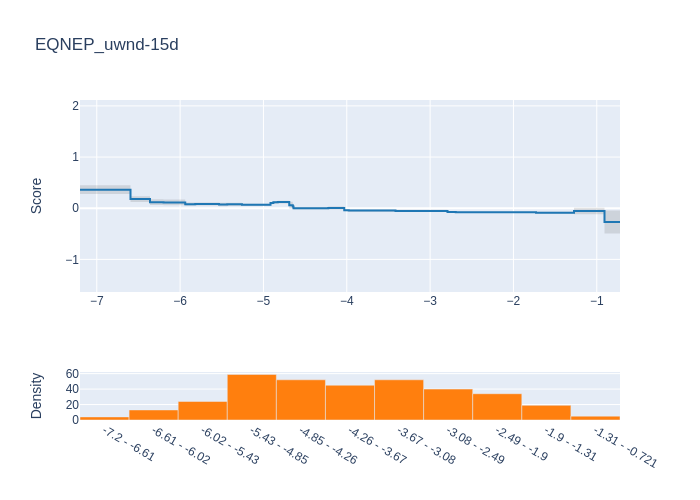 EQNEP_uwnd-15d
2
1
0
−1
Score
−7
−6
−5
−4
−3
−2
−1
60
40
20
0
Density
-7.2 - -6.61
-6.61 - -6.02
-6.02 - -5.43
-5.43 - -4.85
-4.85 - -4.26
-4.26 - -3.67
-3.67 - -3.08
-3.08 - -2.49
-2.49 - -1.9
-1.9 - -1.31
-1.31 - -0.721